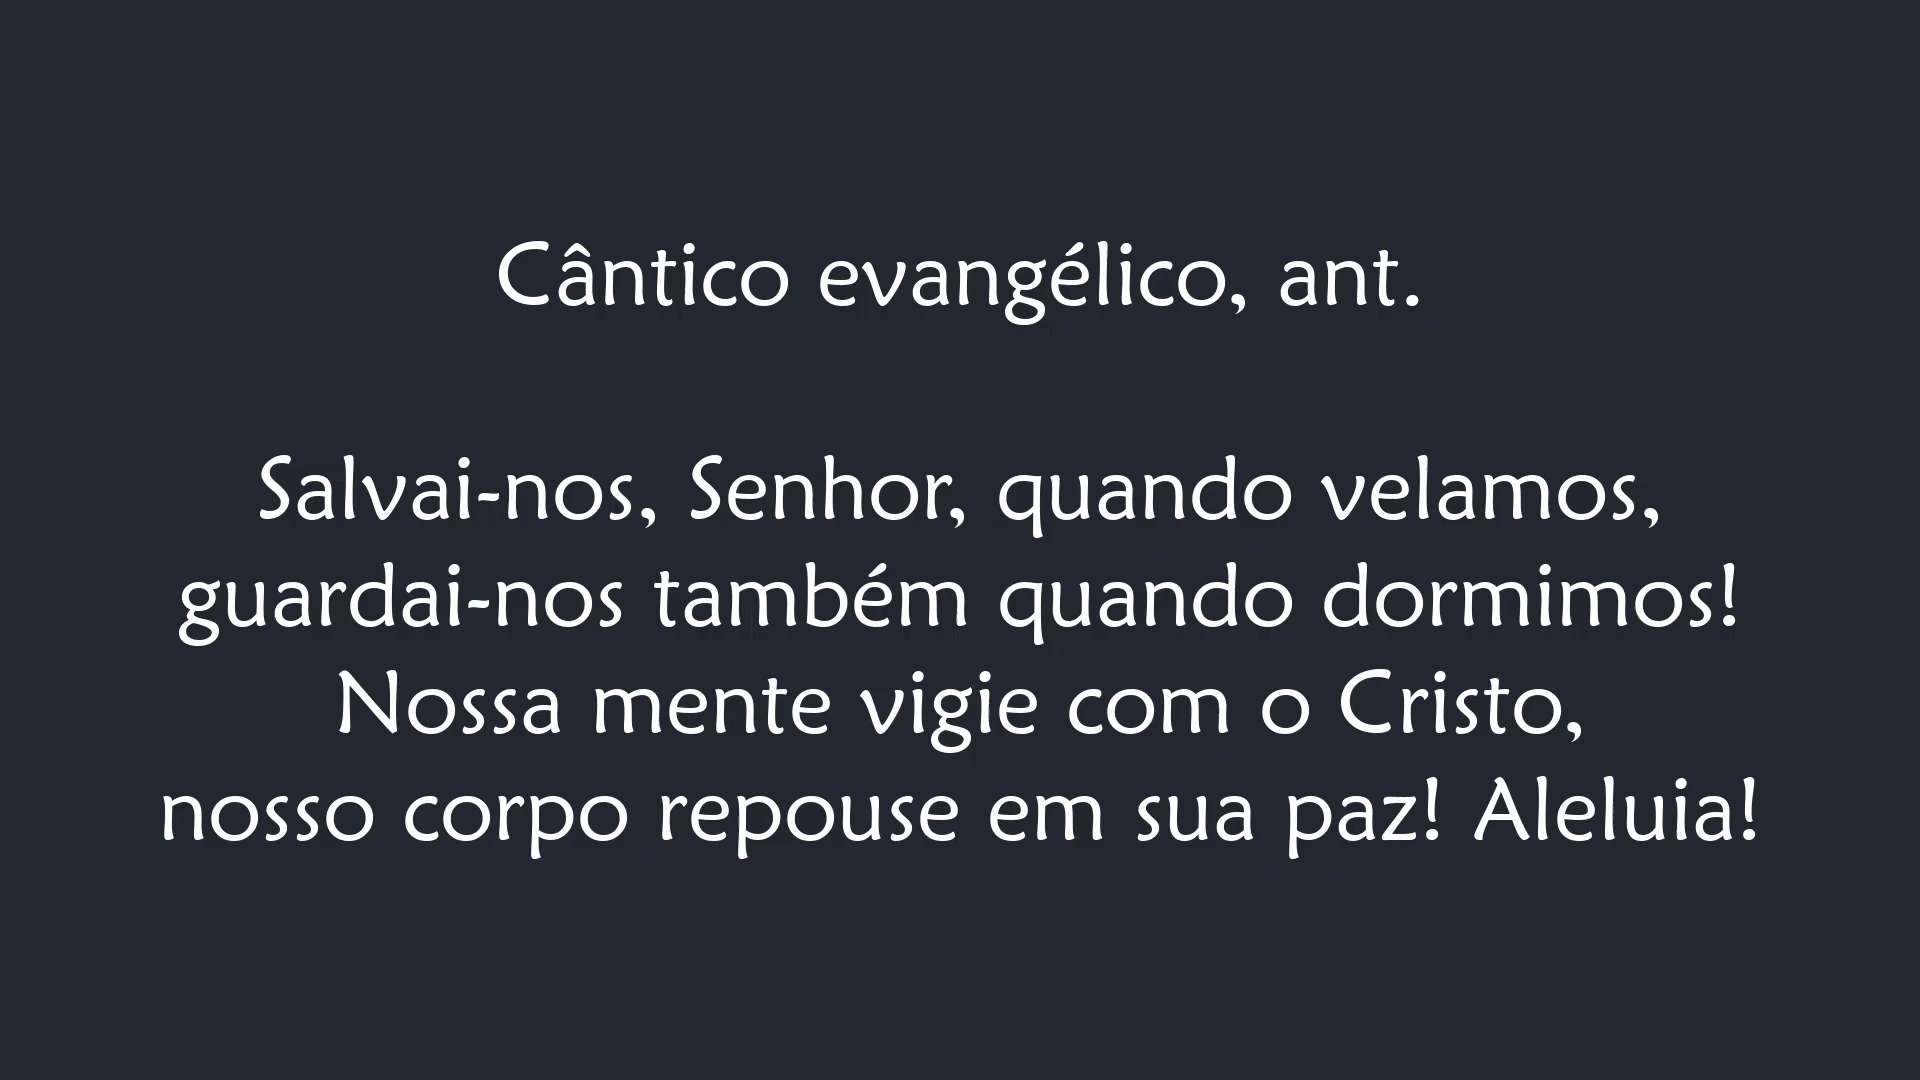 Cântico evangélico, ant.
Salvai-nos, Senhor, quando velamos,
guardai-nos também quando dormimos!
Nossa mente vigie com o Cristo,
nosso corpo repouse em sua paz! Aleluia!